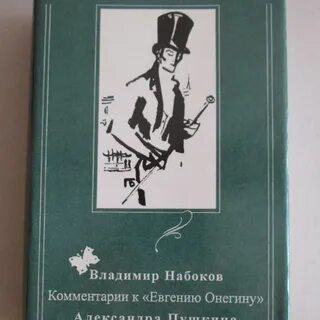 Владимир Набоков
Комментарии к «Евгению Онегину»
Александра Пушкина